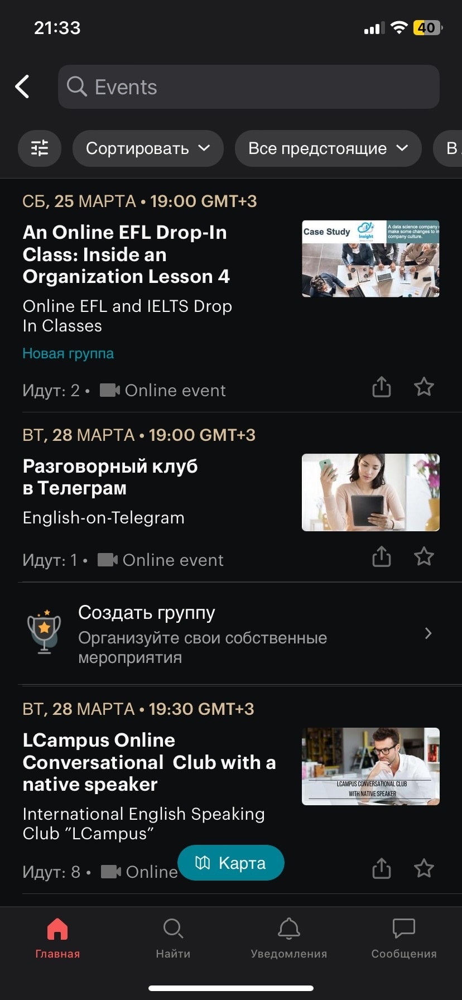 21:33
40
Events
Сортировать
Все предстоящие
В
СБ, 25 МАРТА • 19:00 GMT+3
An Online EFL Drop-In
Class: Inside an
Organization Lesson 4
Case Study
Insight
A data science company
make some changes to
company culture.
Online EFL and IELTS Drop
In Classes
Новая группа
Идут: 2 •
Online event
ВТ, 28 МАРТА • 19:00 GMT+3
Разговорный клуб
в Телеграм
English-on-Telegram
Идут: 1 •
Online event
Создать группу
Организуйте свои собственные
мероприятия
ВТ, 28 МАРТА • 19:30 GMT+3
LCampus Online
Conversational  Club with a
native speaker
LCAMPUS CONVERSATIONAL CLUB
WITH NATIVE SPEAKER
International English Speaking
Club ″LCampus″
Идут: 8 •
Online
Карта
Главная
Найти
Уведомления
Сообщения